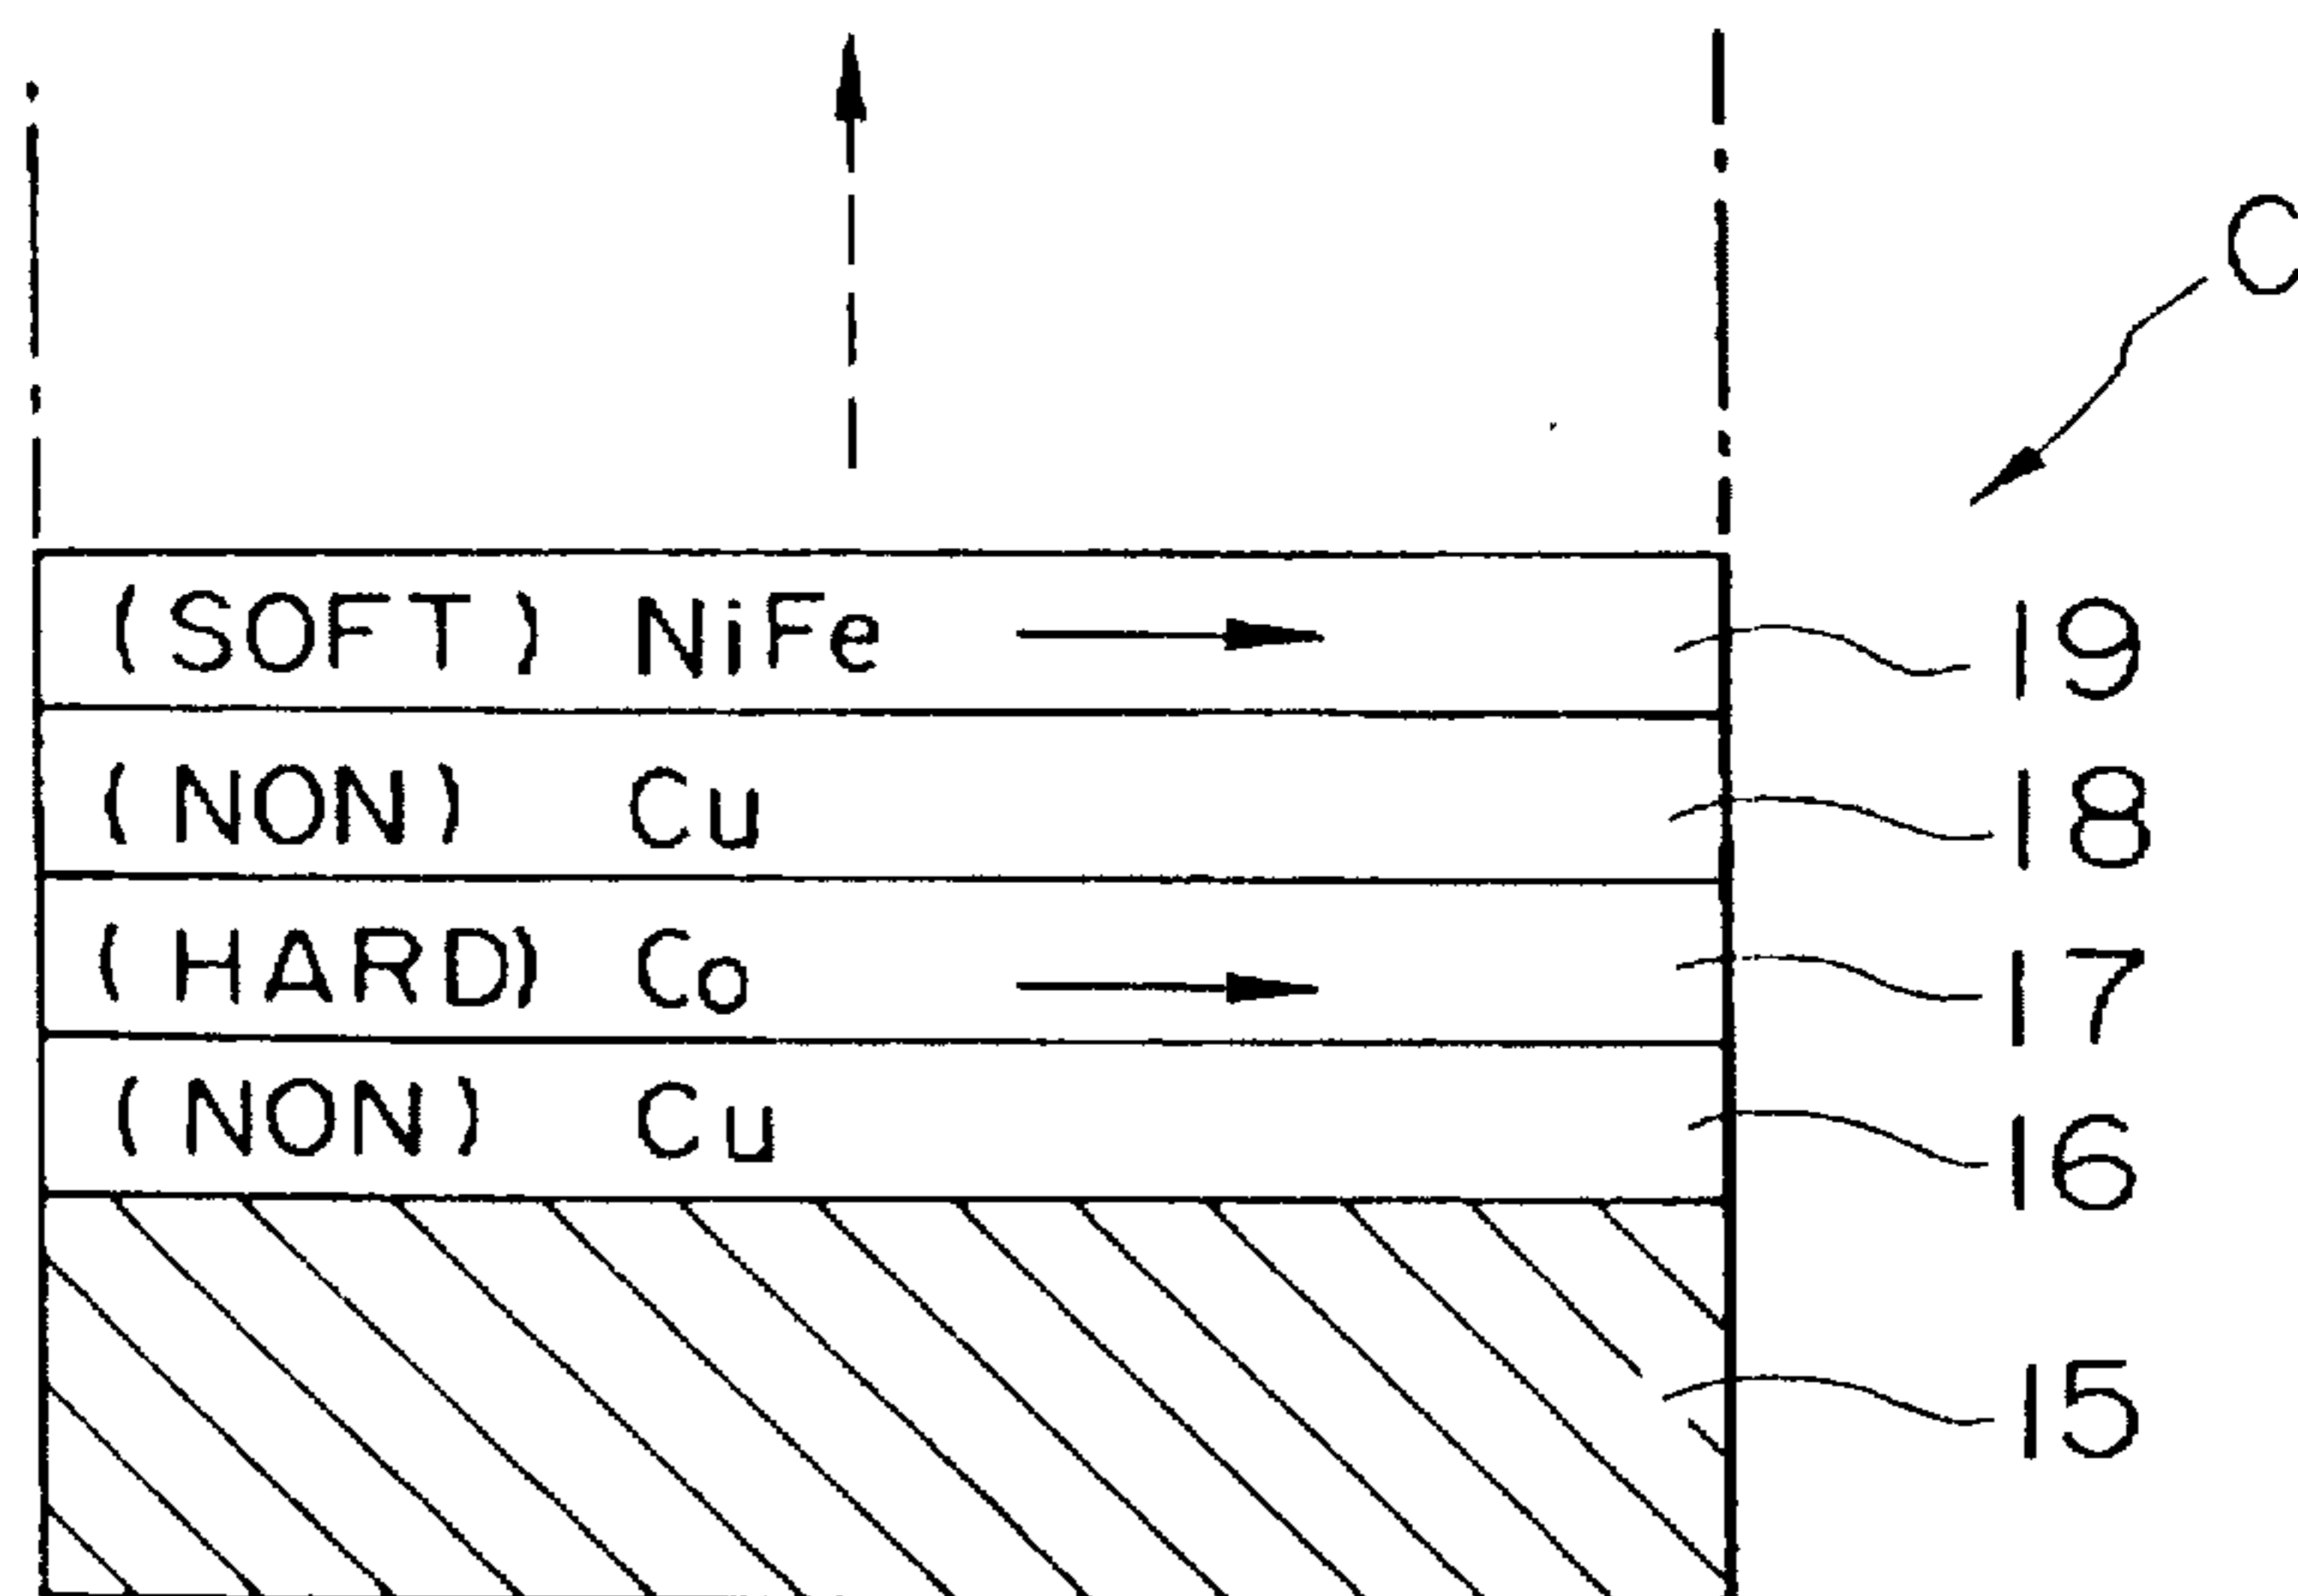 C
(SOFT) NiFe 19
(NON) Cu 18
(HARD) Co 17
(NON) Cu 16
15